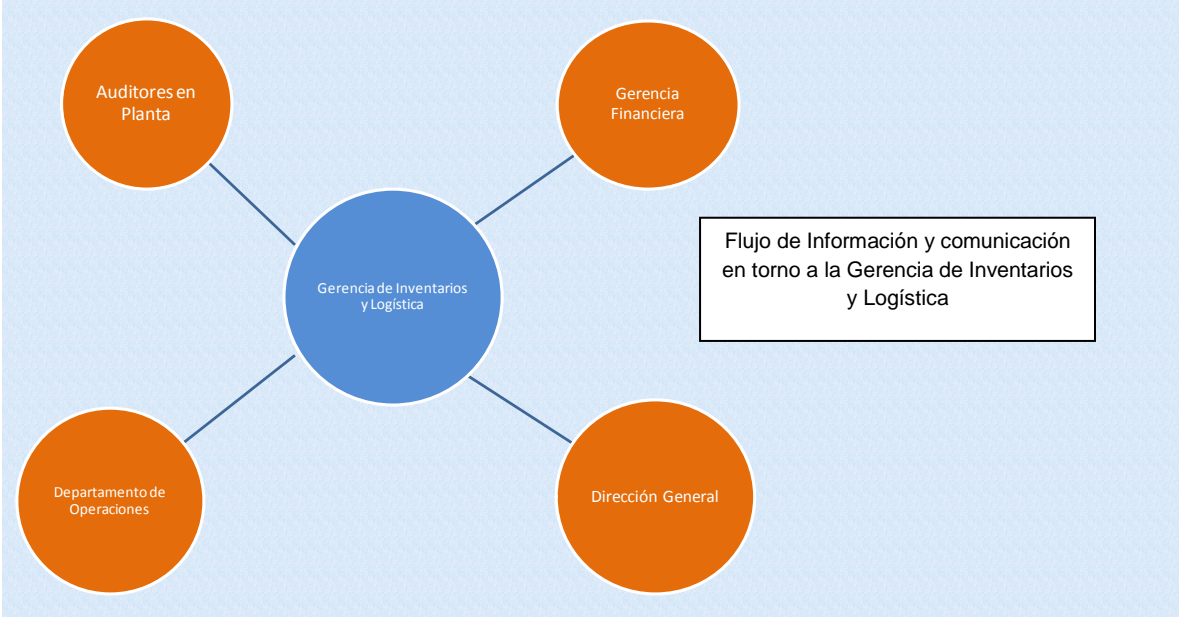 Auditores en
Planta
Gerencia
Financiera
Gerencia de Inventarios
y Logística
Flujo de Información y comunicación
en torno a la Gerencia de Inventarios
y Logística
Departamento de
Operaciones
Dirección General